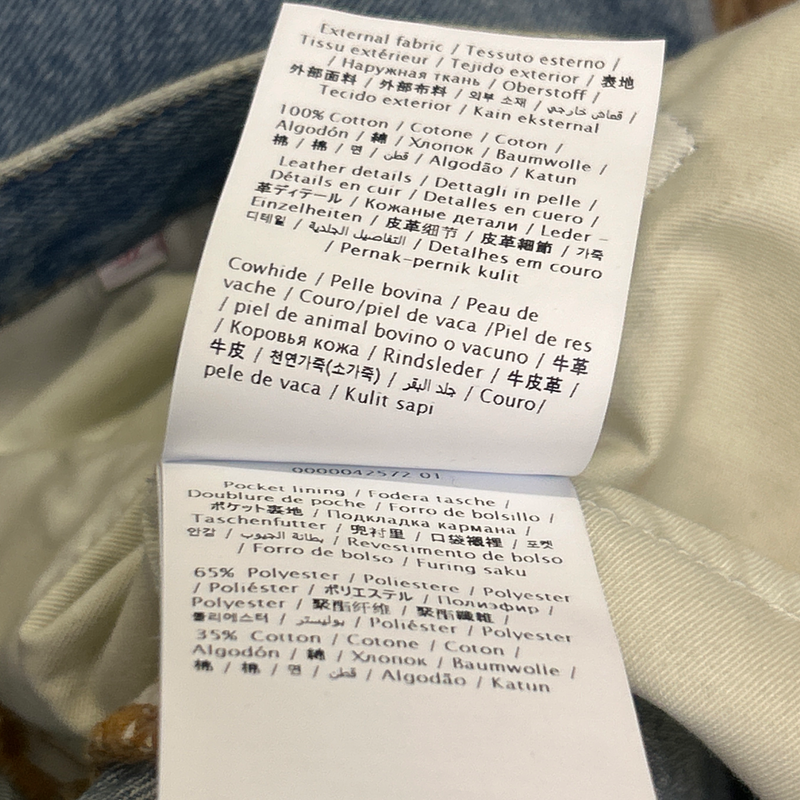 External fabric / Tessuto esterno /
Tissu extérieur / Tejido exterior / 表地
/ Наружная ткань / Oberstoff /
外部面料 / 外部布料 / 외부 소재 / قماش خارجي /
Tecido exterior / Kain eksternal
100% Cotton / Cotone / Coton /
Algodón / 綿 / Хлопок / Baumwolle /
棉 / 棉 / 면 / قطن / Algodão / Katun
Leather details / Dettagli in pelle /
Détails en cuir / Detalles en cuero /
革ディテール / Кожаные детали / Leder –
Einzelheiten / 皮革细节 / 皮革細節 / 가죽
디테일 / التفاصيل الجلدية / Detalhes em couro
/ Pernak-pernik kulit
Cowhide / Pelle bovina / Peau de
vache / Couro/piel de vaca /Piel de res
/ piel de animal bovino o vacuno / 牛革
/ Коровья кожа / Rindsleder / 牛皮革 /
牛皮 / 천연가죽(소가죽) / جلد البقر / Couro/
pele de vaca / Kulit sapi
0000042572 01
Pocket lining / Fodera tasche /
Doublure de poche / Forro de bolsillo /
ポケット裏地 / Подкладка кармана /
Taschenfutter / 兜衬里 / 口袋襯裡 / 포켓
안감 / بطانة الجيوب / Revestimento de bolso
/ Forro de bolso / Furing saku
65% Polyester / Poliestere / Polyester
/ Poliéster / ポリエステル / Полиэфир /
Polyester / 聚酯纤维 / 聚酯纖維 /
폴리에스터 / بوليستر / Poliéster / Polyester
35% Cotton / Cotone / Coton /
Algodón / 綿 / Хлопок / Baumwolle /
棉 / 棉 / 면 / قطن / Algodão / Katun